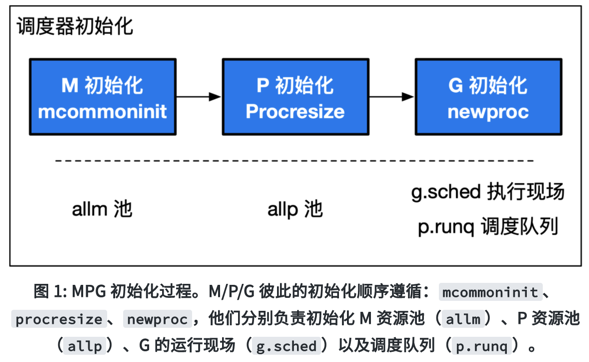 调度器初始化
M 初始化
mcommoninit
P 初始化
Procresize
G 初始化
newproc
allm 池
allp 池
g.sched 执行现场
p.runq 调度队列
图 1: MPG 初始化过程。M/P/G 彼此的初始化顺序遵循：mcommoninit、
procresize、newproc，他们分别负责初始化 M 资源池（allm）、P 资源池
（allp）、G 的运行现场（g.sched）以及调度队列（p.runq）。